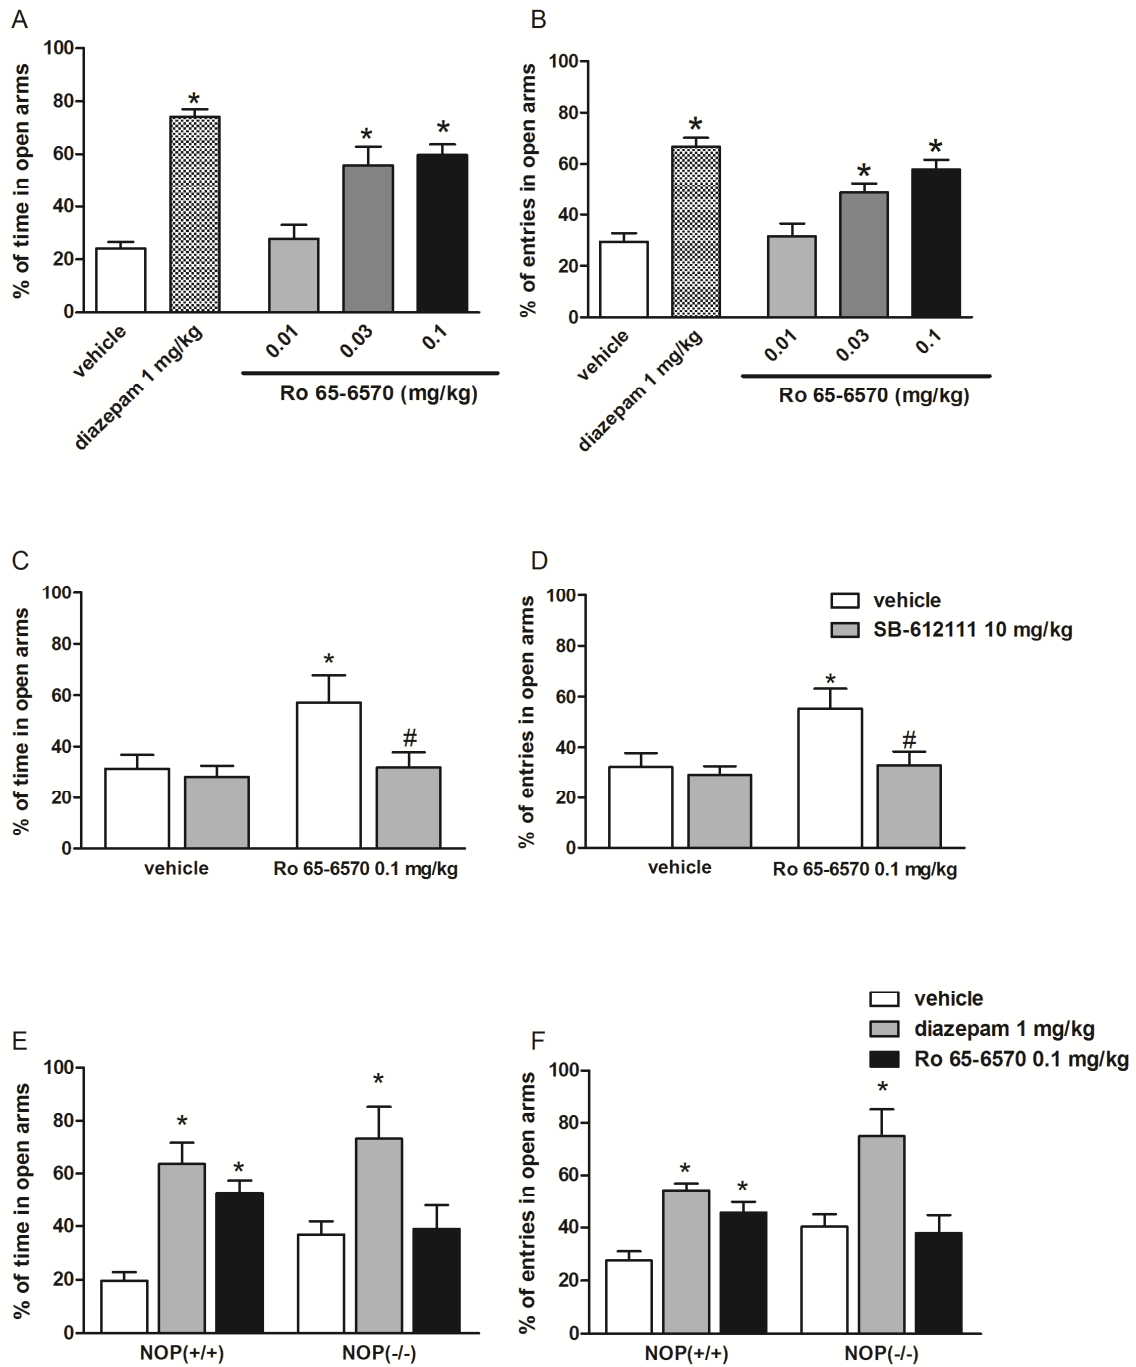 A
% of time in open arms
100
80
60
40
20
0
*
*
*
vehicle
diazepam 1 mg/kg
0.01
0.03
0.1
Ro 65-6570 (mg/kg)
B
% of entries in open arms
100
80
60
40
20
0
*
*
*
vehicle
diazepam 1 mg/kg
0.01
0.03
0.1
Ro 65-6570 (mg/kg)
C
% of time in open arms
100
80
60
40
20
0
*
#
vehicle
Ro 65-6570 0.1 mg/kg
D
% of entries in open arms
100
80
60
40
20
0
vehicle
SB-612111 10 mg/kg
*
#
vehicle
Ro 65-6570 0.1 mg/kg
E
% of time in open arms
100
80
60
40
20
0
*
*
*
NOP(+/+)
NOP(-/-)
F
% of entries in open arms
100
80
60
40
20
0
vehicle
diazepam 1 mg/kg
Ro 65-6570 0.1 mg/kg
*
*
*
NOP(+/+)
NOP(-/-)